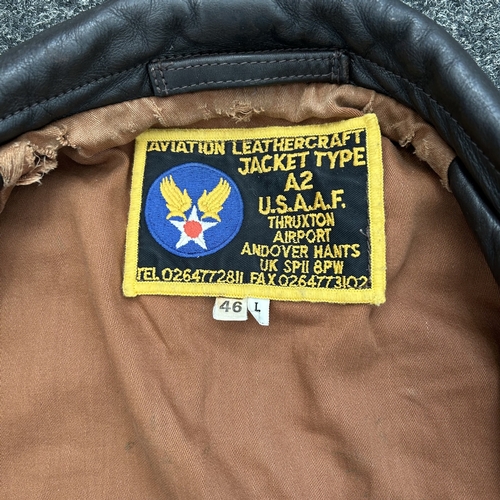 AVIATION LEATHERCRAFT
JACKET TYPE
A2
U.S.A.A.F.
THRUXTON
AIRPORT
ANDOVER HANTS
UK SP11 8PW
TEL 0264772811 FAX 0264773102
46 L